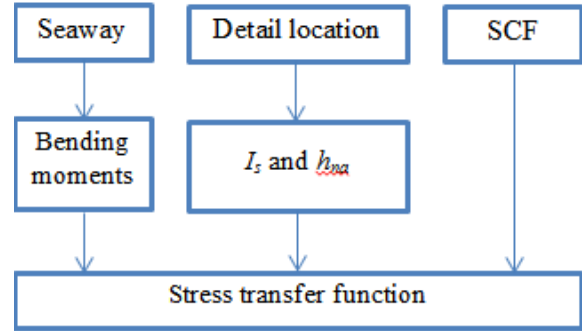 Seaway
Detail location
SCF
Bending
moments
Is and hna
Stress transfer function